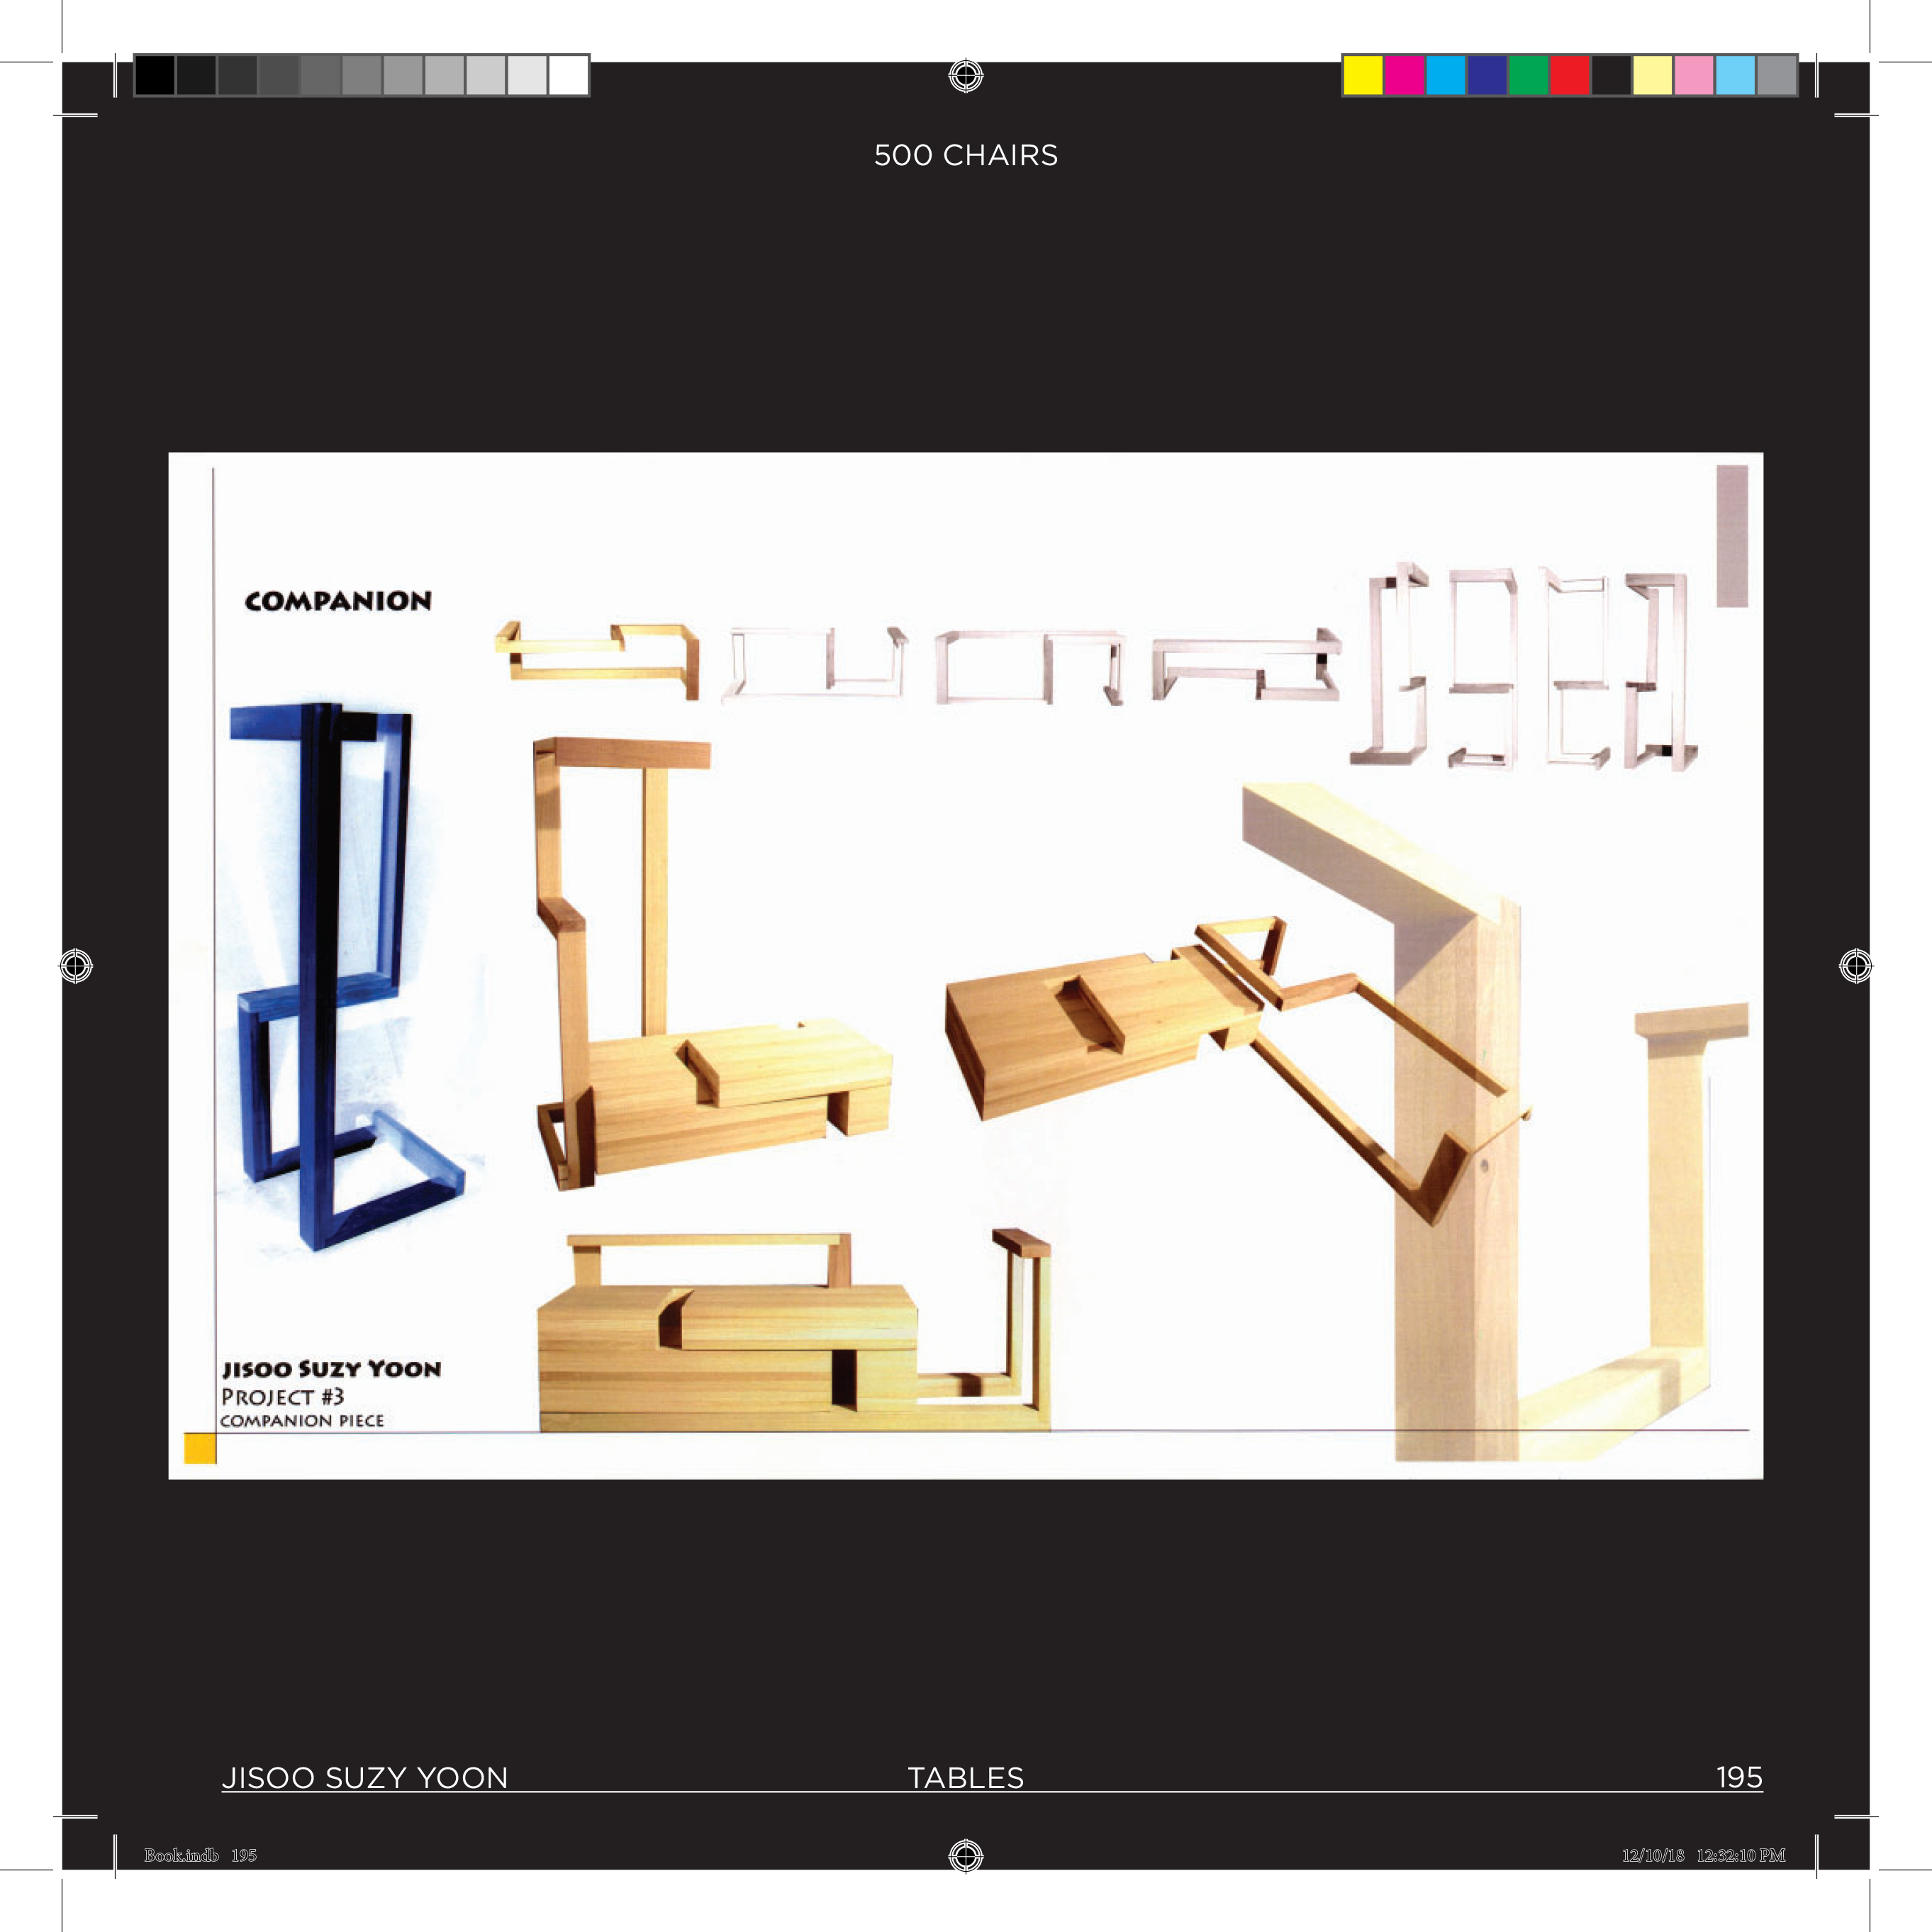 500 CHAIRS
COMPANION
JISOO SUZY YOON
PROJECT #3
COMPANION PIECE
JISOO SUZY YOON TABLES 195
Book.indb 195 12/10/18 12:32:10 PM